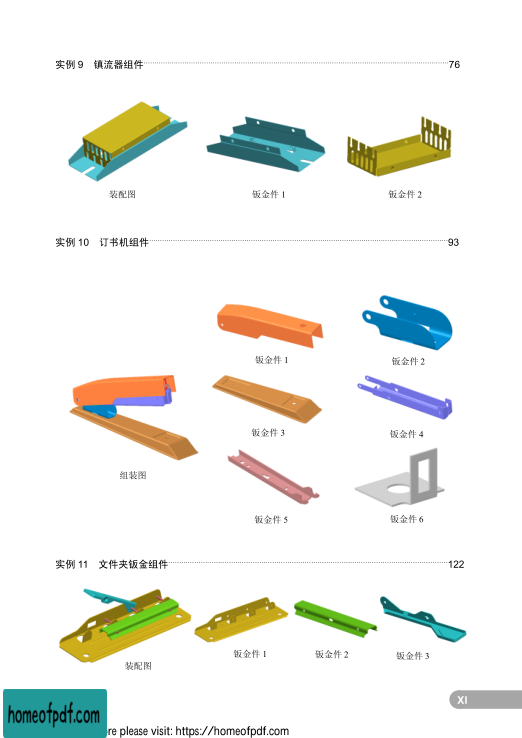 实例 9 镇流器组件 76
装配图 钣金件 1 钣金件 2
实例 10 订书机组件 93
钣金件 1 钣金件 2
钣金件 3 钣金件 4
组装图
钣金件 5 钣金件 6
实例 11 文件夹钣金组件 122
装配图 钣金件 1 钣金件 2 钣金件 3
XI
homeofpdf.com
re please visit: https://homeofpdf.com